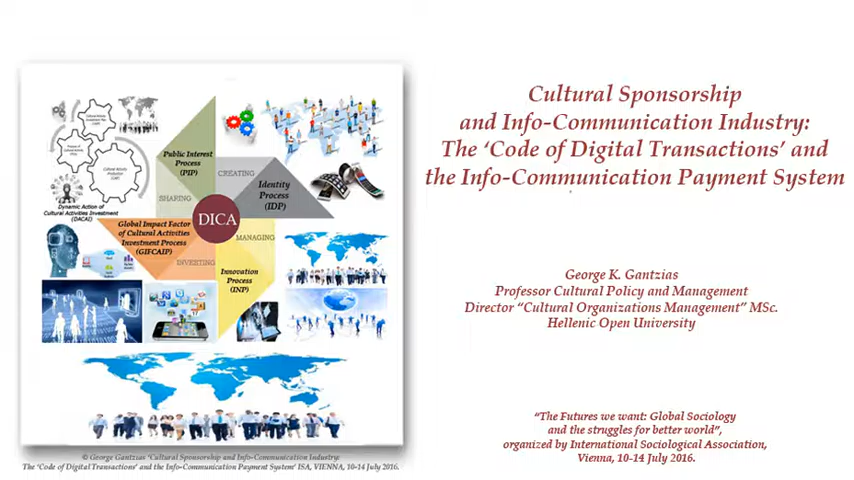 Cultural Sponsorship
and Info-Communication Industry:
The ‘Code of Digital Transactions’ and
the Info-Communication Payment System
George K. Gantzias
Professor Cultural Policy and Management
Director “Cultural Organizations Management” MSc.
Hellenic Open University
“The Futures we want: Global Sociology
and the struggles for better world”,
organized by International Sociological Association,
Vienna, 10-14 July 2016.
Public Interest
Process
(PIP)
CREATING
Identity
Process
(IDP)
SHARING
DICA
Dynamic Action of
Cultural Activities Investment
(DACAI)
Global Impact Factor
of Cultural Activities
Investment Process
(GIFCAIP)
MANAGING
INVESTING
Innovation
Process
(INP)
© George Gantzias ‘Cultural Sponsorship and Info-Communication Industry:
The ‘Code of Digital Transactions’ and the Info-Communication Payment System’ ISA, VIENNA, 10-14 July 2016.